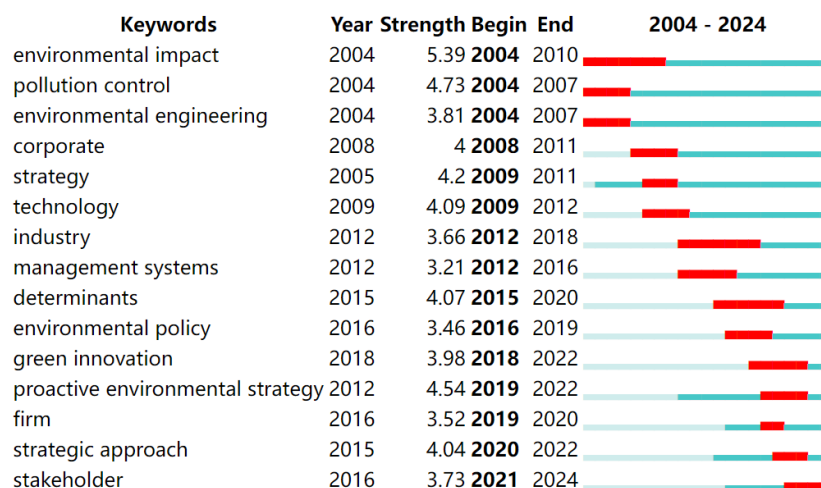 Keywords Year Strength Begin End 2004 - 2024
environmental impact 2004 5.39 2004 2010
pollution control 2004 4.73 2004 2007
environmental engineering 2004 3.81 2004 2007
corporate 2008 4 2008 2011
strategy 2005 4.2 2009 2011
technology 2009 4.09 2009 2012
industry 2012 3.66 2012 2018
management systems 2012 3.21 2012 2016
determinants 2015 4.07 2015 2020
environmental policy 2016 3.46 2016 2019
green innovation 2018 3.98 2018 2022
proactive environmental strategy 2012 4.54 2019 2022
firm 2016 3.52 2019 2020
strategic approach 2015 4.04 2020 2022
stakeholder 2016 3.73 2021 2024